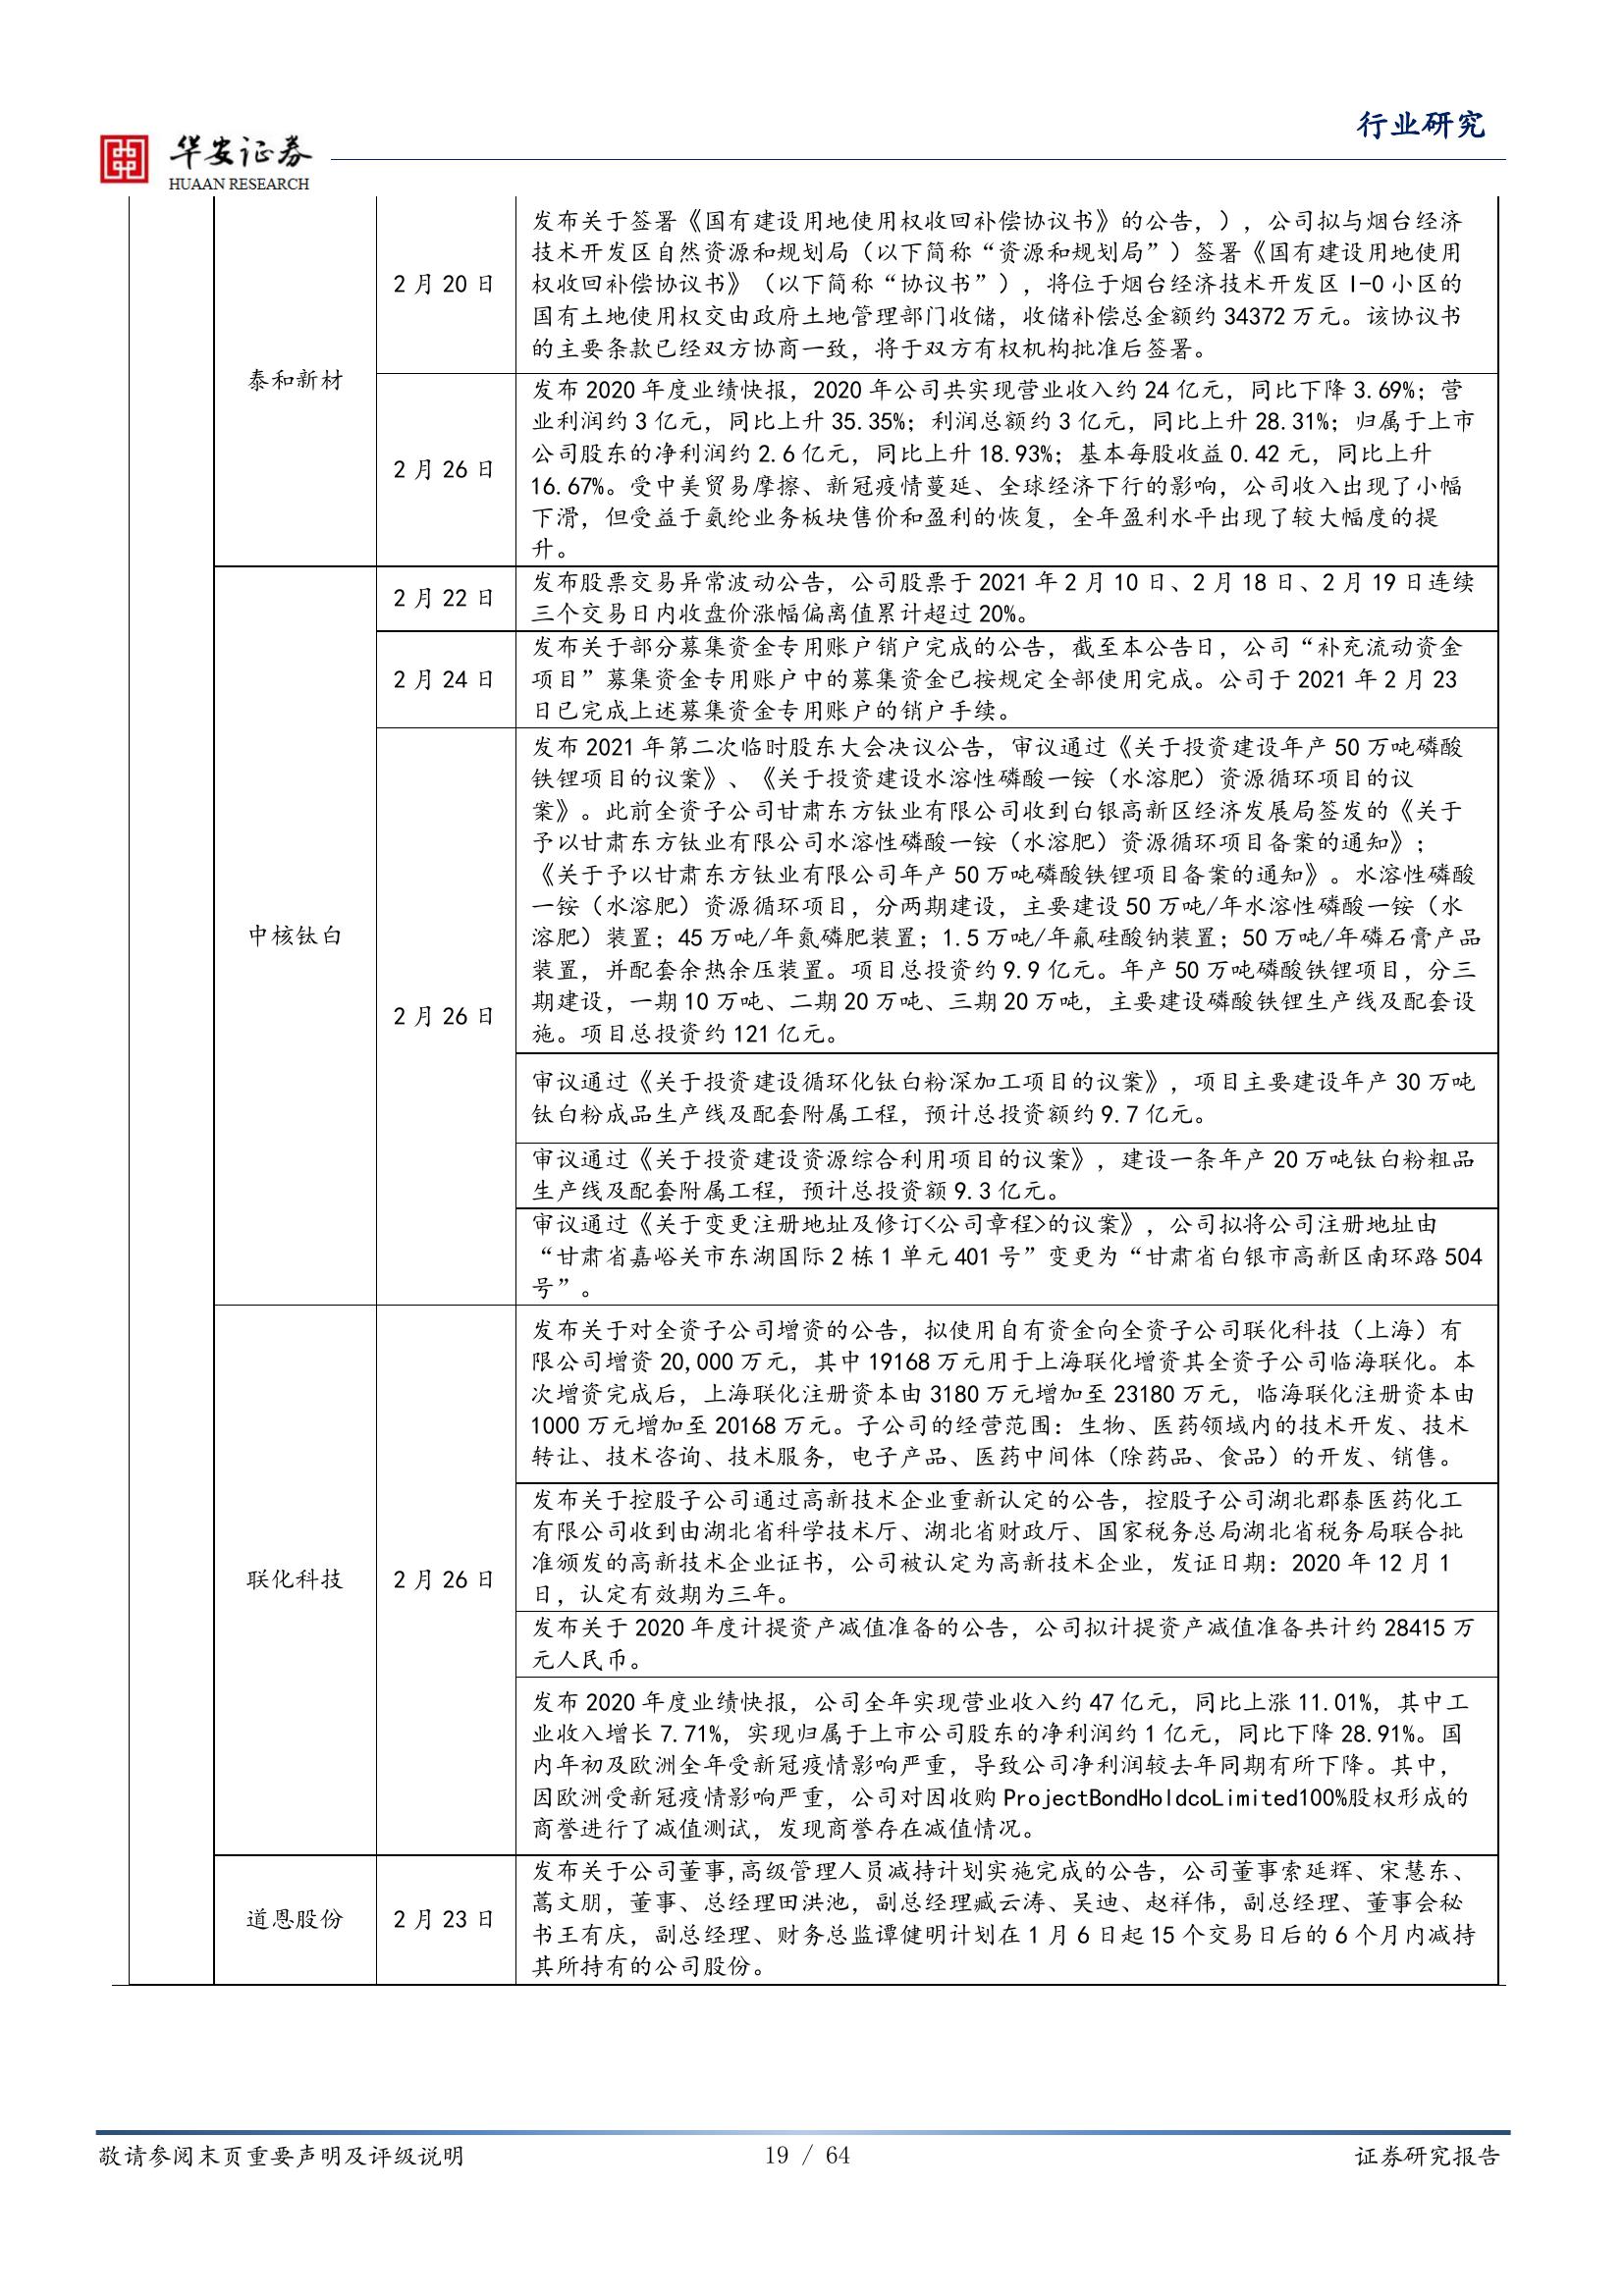 行业研究
华安证券
HUAAN RESEARCH
泰和新材
2 月 20 日
发布关于签署《国有建设用地使用权收回补偿协议书》的公告，），公司拟与烟台经济
技术开发区自然资源和规划局（以下简称“资源和规划局”）签署《国有建设用地使用
权收回补偿协议书》（以下简称“协议书”），将位于烟台经济技术开发区 I-0 小区的
国有土地使用权交由政府土地管理部门收储，收储补偿总金额约 34372 万元。该协议书
的主要条款已经双方协商一致，将于双方有权机构批准后签署。
2 月 26 日
发布 2020 年度业绩快报，2020 年公司共实现营业收入约 24 亿元，同比下降 3.69%；营
业利润约 3 亿元，同比上升 35.35%；利润总额约 3 亿元，同比上升 28.31%；归属于上市
公司股东的净利润约 2.6 亿元，同比上升 18.93%；基本每股收益 0.42 元，同比上升
16.67%。受中美贸易摩擦、新冠疫情蔓延、全球经济下行的影响，公司收入出现了小幅
下滑，但受益于氨纶业务板块售价和盈利的恢复，全年盈利水平出现了较大幅度的提
升。
中核钛白
2 月 22 日
发布股票交易异常波动公告，公司股票于 2021 年 2 月 10 日、2 月 18 日、2 月 19 日连续
三个交易日内收盘价涨幅偏离值累计超过 20%。
2 月 24 日
发布关于部分募集资金专用账户销户完成的公告，截至本公告日，公司“补充流动资金
项目”募集资金专用账户中的募集资金已按规定全部使用完成。公司于 2021 年 2 月 23
日已完成上述募集资金专用账户的销户手续。
2 月 26 日
发布 2021 年第二次临时股东大会决议公告，审议通过《关于投资建设年产 50 万吨磷酸
铁锂项目的议案》、《关于投资建设水溶性磷酸一铵（水溶肥）资源循环项目的议
案》。此前全资子公司甘肃东方钛业有限公司收到白银高新区经济发展局签发的《关于
予以甘肃东方钛业有限公司水溶性磷酸一铵（水溶肥）资源循环项目备案的通知》；
《关于予以甘肃东方钛业有限公司年产 50 万吨磷酸铁锂项目备案的通知》。水溶性磷酸
一铵（水溶肥）资源循环项目，分两期建设，主要建设 50 万吨/年水溶性磷酸一铵（水
溶肥）装置；45 万吨/年氮磷肥装置；1.5 万吨/年氟硅酸钠装置；50 万吨/年磷石膏产品
装置，并配套余热余压装置。项目总投资约 9.9 亿元。年产 50 万吨磷酸铁锂项目，分三
期建设，一期 10 万吨、二期 20 万吨、三期 20 万吨，主要建设磷酸铁锂生产线及配套设
施。项目总投资约 121 亿元。
审议通过《关于投资建设循环化钛白粉深加工项目的议案》，项目主要建设年产 30 万吨
钛白粉成品生产线及配套附属工程，预计总投资额约 9.7 亿元。
审议通过《关于投资建设资源综合利用项目的议案》，建设一条年产 20 万吨钛白粉粗品
生产线及配套附属工程，预计总投资额 9.3 亿元。
审议通过《关于变更注册地址及修订<公司章程>的议案》，公司拟将公司注册地址由
“甘肃省嘉峪关市东湖国际 2 栋 1 单元 401 号”变更为“甘肃省白银市高新区南环路 504
号”。
联化科技
2 月 26 日
发布关于对全资子公司增资的公告，拟使用自有资金向全资子公司联化科技（上海）有
限公司增资 20,000 万元，其中 19168 万元用于上海联化增资其全资子公司临海联化。本
次增资完成后，上海联化注册资本由 3180 万元增加至 23180 万元，临海联化注册资本由
1000 万元增加至 20168 万元。子公司的经营范围：生物、医药领域内的技术开发、技术
转让、技术咨询、技术服务，电子产品、医药中间体（除药品、食品）的开发、销售。
发布关于控股子公司通过高新技术企业重新认定的公告，控股子公司湖北郡泰医药化工
有限公司收到由湖北省科学技术厅、湖北省财政厅、国家税务总局湖北省税务局联合批
准颁发的高新技术企业证书，公司被认定为高新技术企业，发证日期：2020 年 12 月 1
日，认定有效期为三年。
发布关于 2020 年度计提资产减值准备的公告，公司拟计提资产减值准备共计约 28415 万
元人民币。
发布 2020 年度业绩快报，公司全年实现营业收入约 47 亿元，同比上涨 11.01%，其中工
业收入增长 7.71%，实现归属于上市公司股东的净利润约 1 亿元，同比下降 28.91%。国
内年初及欧洲全年受新冠疫情影响严重，导致公司净利润较去年同期有所下降。其中，
因欧洲受新冠疫情影响严重，公司对因收购 ProjectBondHoldcoLimited100%股权形成的
商誉进行了减值测试，发现商誉存在减值情况。
道恩股份
2 月 23 日
发布关于公司董事,高级管理人员减持计划实施完成的公告，公司董事索延辉、宋慧东、
蒿文朋，董事、总经理田洪池，副总经理臧云涛、吴迪、赵祥伟，副总经理、董事会秘
书王有庆，副总经理、财务总监谭健明计划在 1 月 6 日起 15 个交易日后的 6 个月内减持
其所持有的公司股份。
敬请参阅末页重要声明及评级说明
19 / 64
证券研究报告